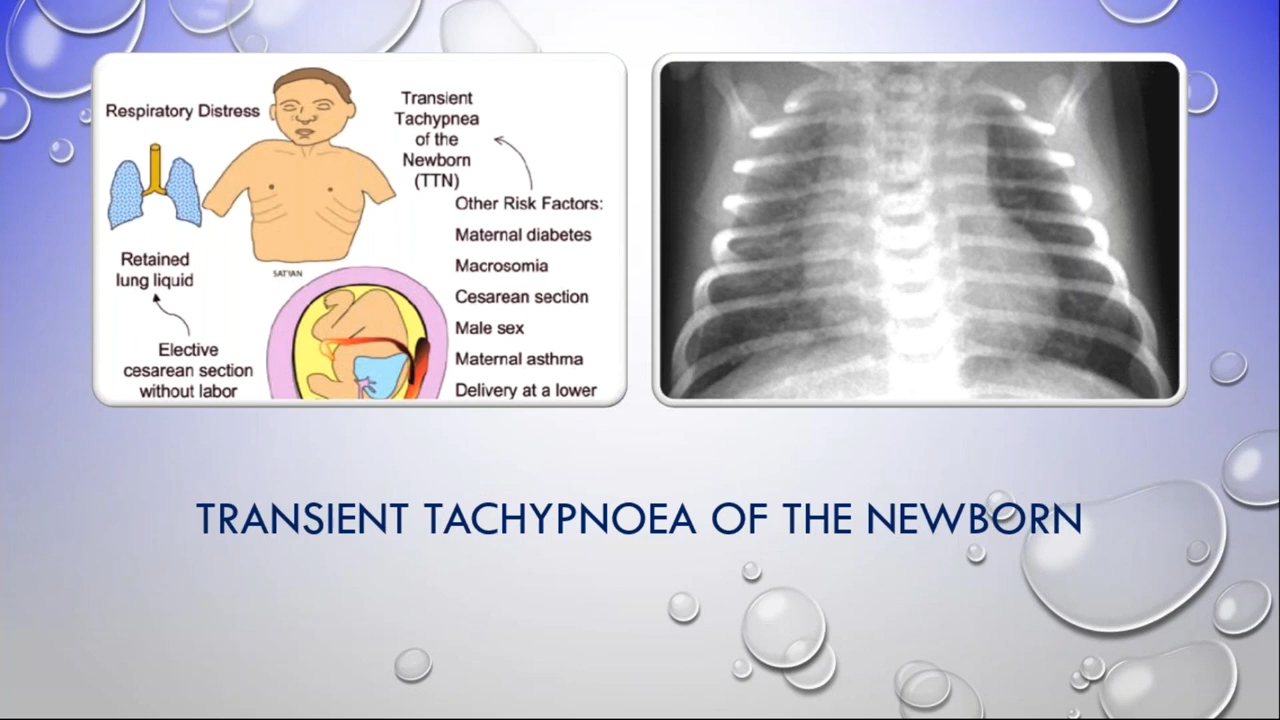 Respiratory Distress
Transient
Tachypnea
of the
Newborn
(TTN)
Other Risk Factors:
Maternal diabetes
Macrosomia
Cesarean section
Male sex
Maternal asthma
Delivery at a lower
Retained
lung liquid
SATYAN
Elective
cesarean section
without labor
TRANSIENT TACHYPNOEA OF THE NEWBORN